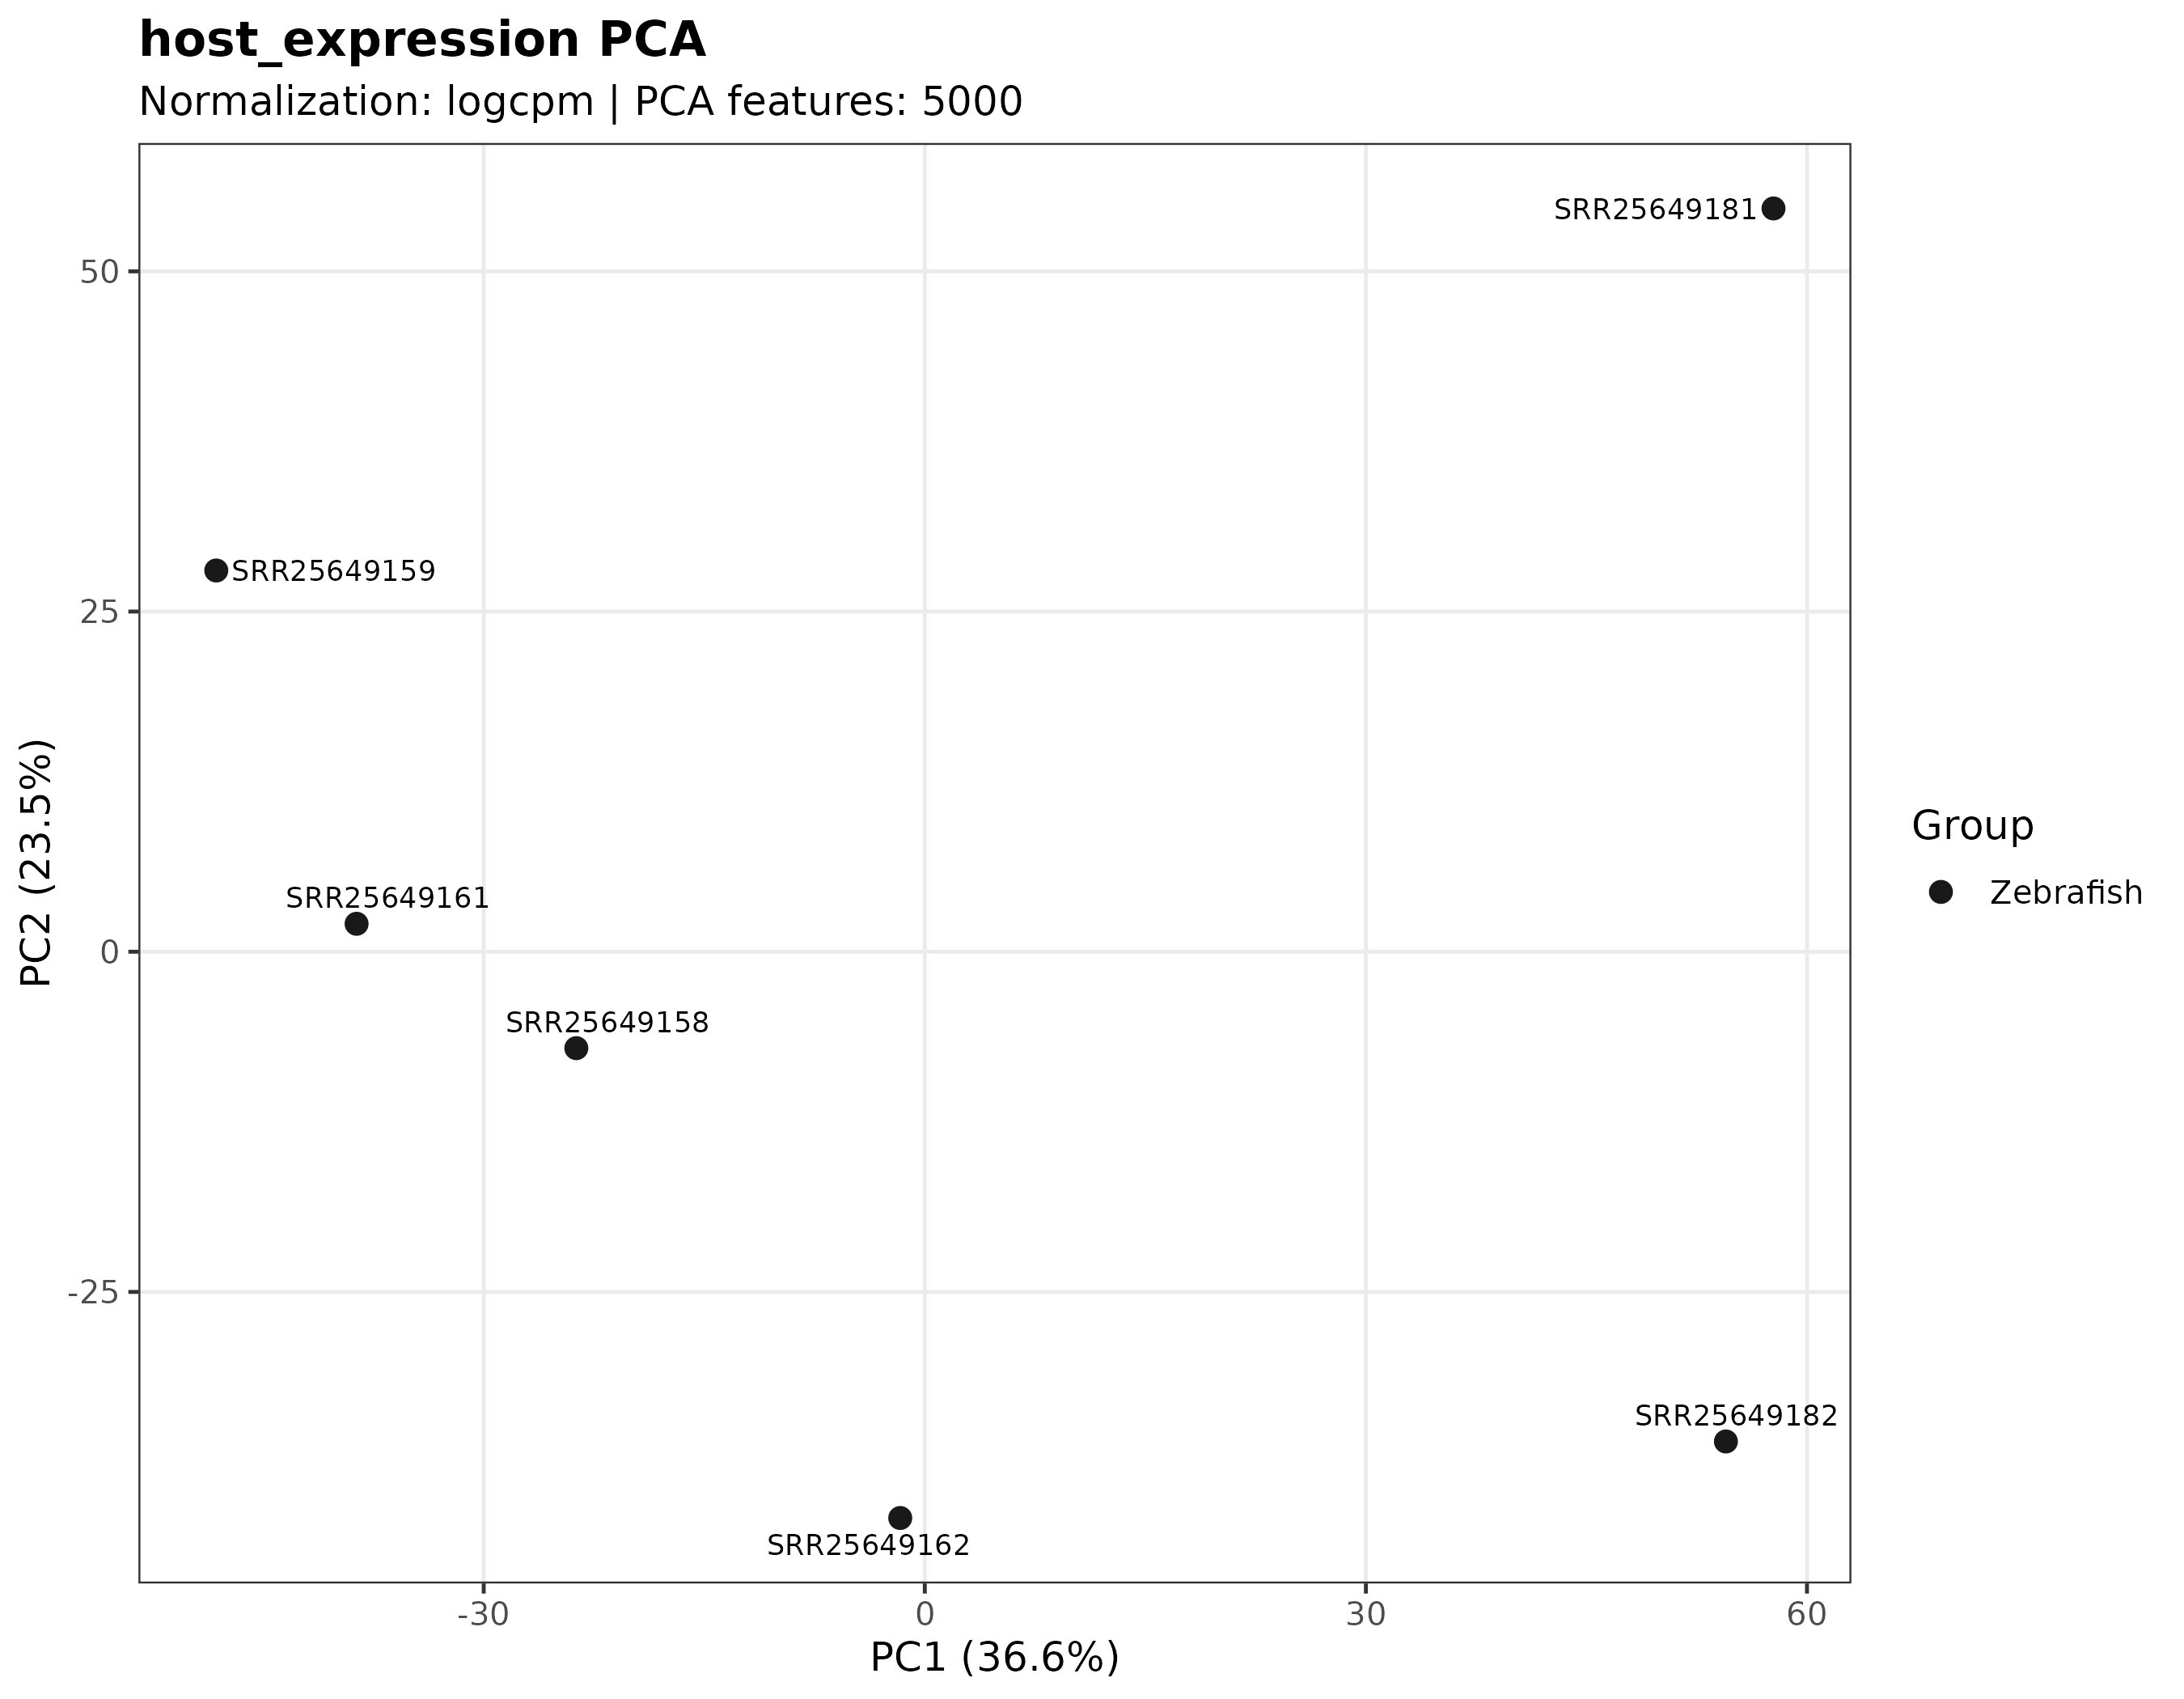 host_expression PCA
Normalization: logcpm | PCA features: 5000
SRR25649181
50
SRR25649159
25
SRR25649161
0
SRR25649158
-25
SRR25649182
SRR25649162
-30
0
30
60
PC1 (36.6%)
PC2 (23.5%)
Group
Zebrafish